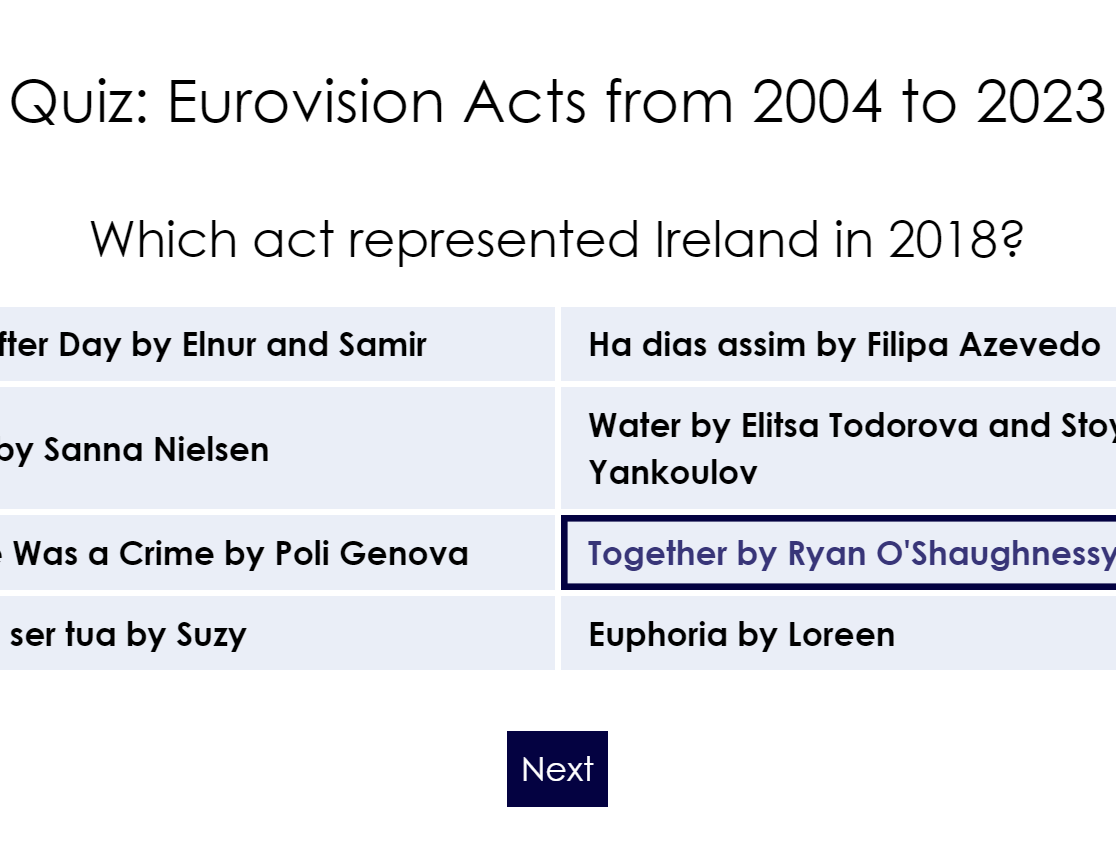 Quiz: Eurovision Acts from 2004 to 2023
Which act represented Ireland in 2018?
After Day by Elnur and Samir
Ha dias assim by Filipa Azevedo
by Sanna Nielsen
Water by Elitsa Todorova and
Yankoulov
Was a Crime by Poli Genova
Together by Ryan O'Shaughnessy
ser tua by Suzy
Euphoria by Loreen
Next